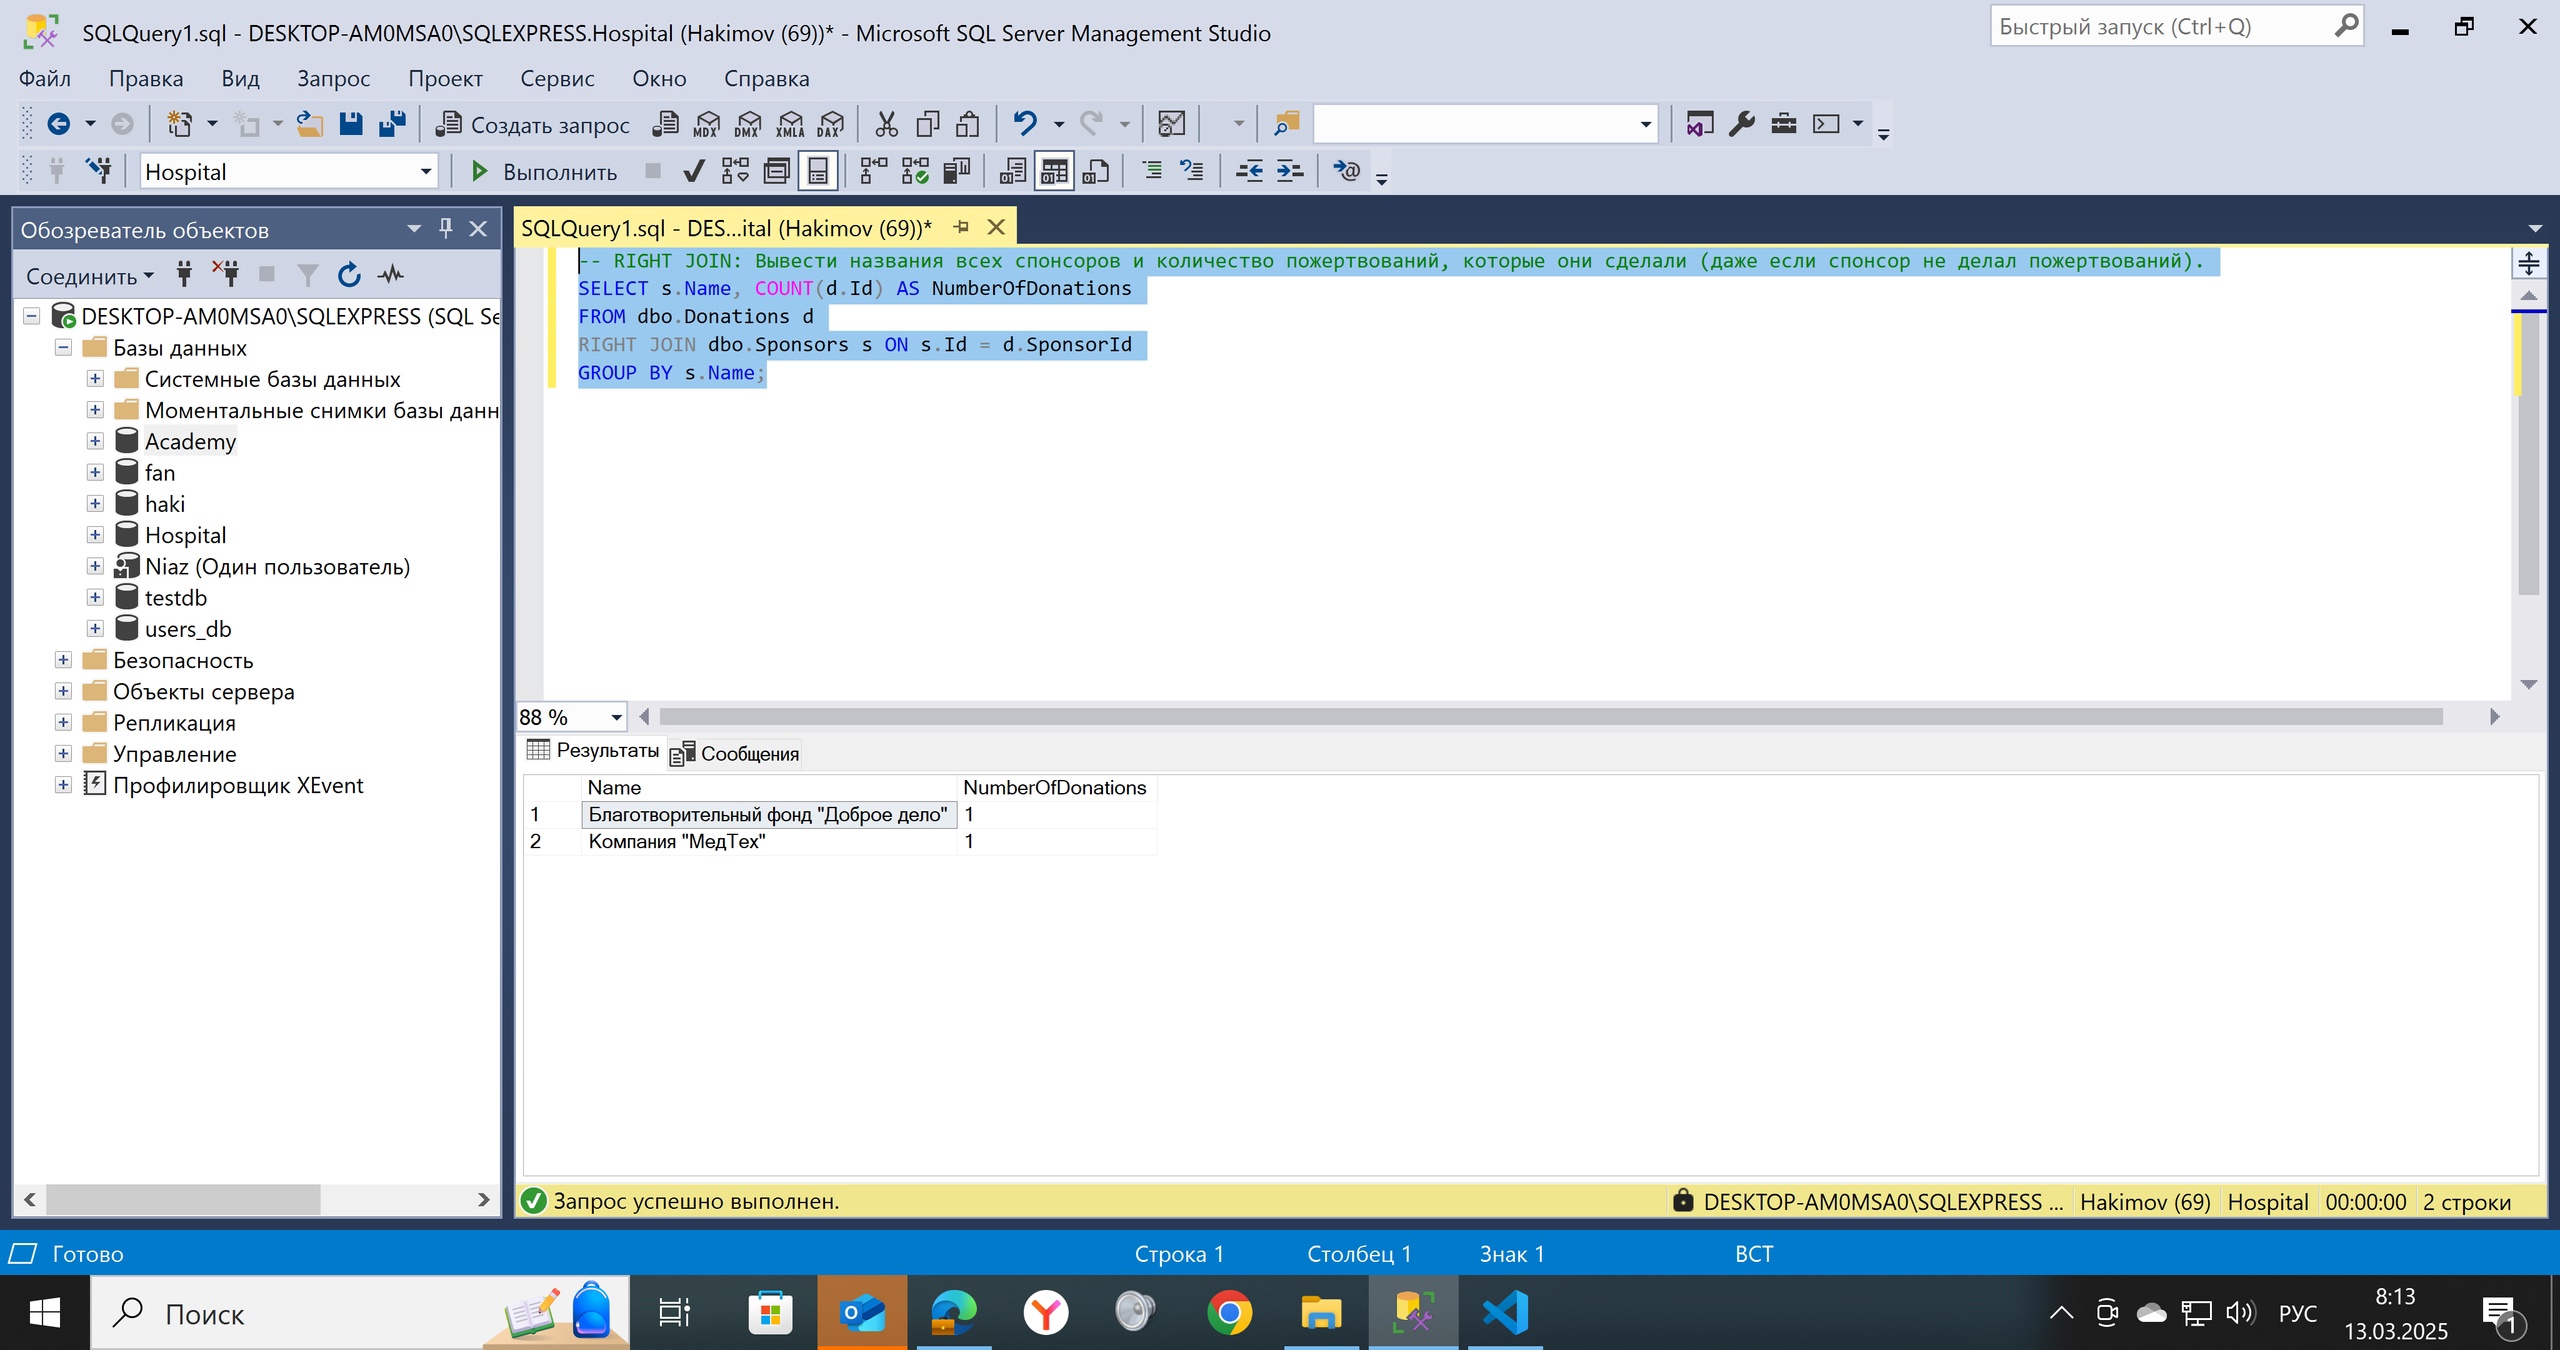 SQLQuery1.sql - DESKTOP-AM0MSA0\SQLEXPRESS.Hospital (Hakimov (69))* - Microsoft SQL Server Management Studio
Быстрый запуск (Ctrl+Q)
Файл Правка Вид Запрос Проект Сервис Окно Справка
Создать запрос MDX DMX XMLA DAX
Hospital Выполнить
Обозреватель объектов
SQLQuery1.sql - DES...ital (Hakimov (69))*
Соединить
DESKTOP-AM0MSA0\SQLEXPRESS (SQL Se
Базы данных
Системные базы данных
Моментальные снимки базы данн
Academy
fan
haki
Hospital
Niaz (Один пользователь)
testdb
users_db
Безопасность
Объекты сервера
Репликация
Управление
Профилировщик XEvent
-- RIGHT JOIN: Вывести названия всех спонсоров и количество пожертвований, которые они сделали (даже если спонсор не делал пожертвований).
SELECT s.Name, COUNT(d.Id) AS NumberOfDonations
FROM dbo.Donations d
RIGHT JOIN dbo.Sponsors s ON s.Id = d.SponsorId
GROUP BY s.Name;
88 %
Результаты Сообщения
Name NumberOfDonations
1 Благотворительный фонд "Доброе дело" 1
2 Компания "МедТех" 1
Запрос успешно выполнен. DESKTOP-AM0MSA0\SQLEXPRESS ... Hakimov (69) Hospital 00:00:00 2 строки
Готово Строка 1 Столбец 1 Знак 1 ВСТ
Поиск
РУС
8:13
13.03.2025
1